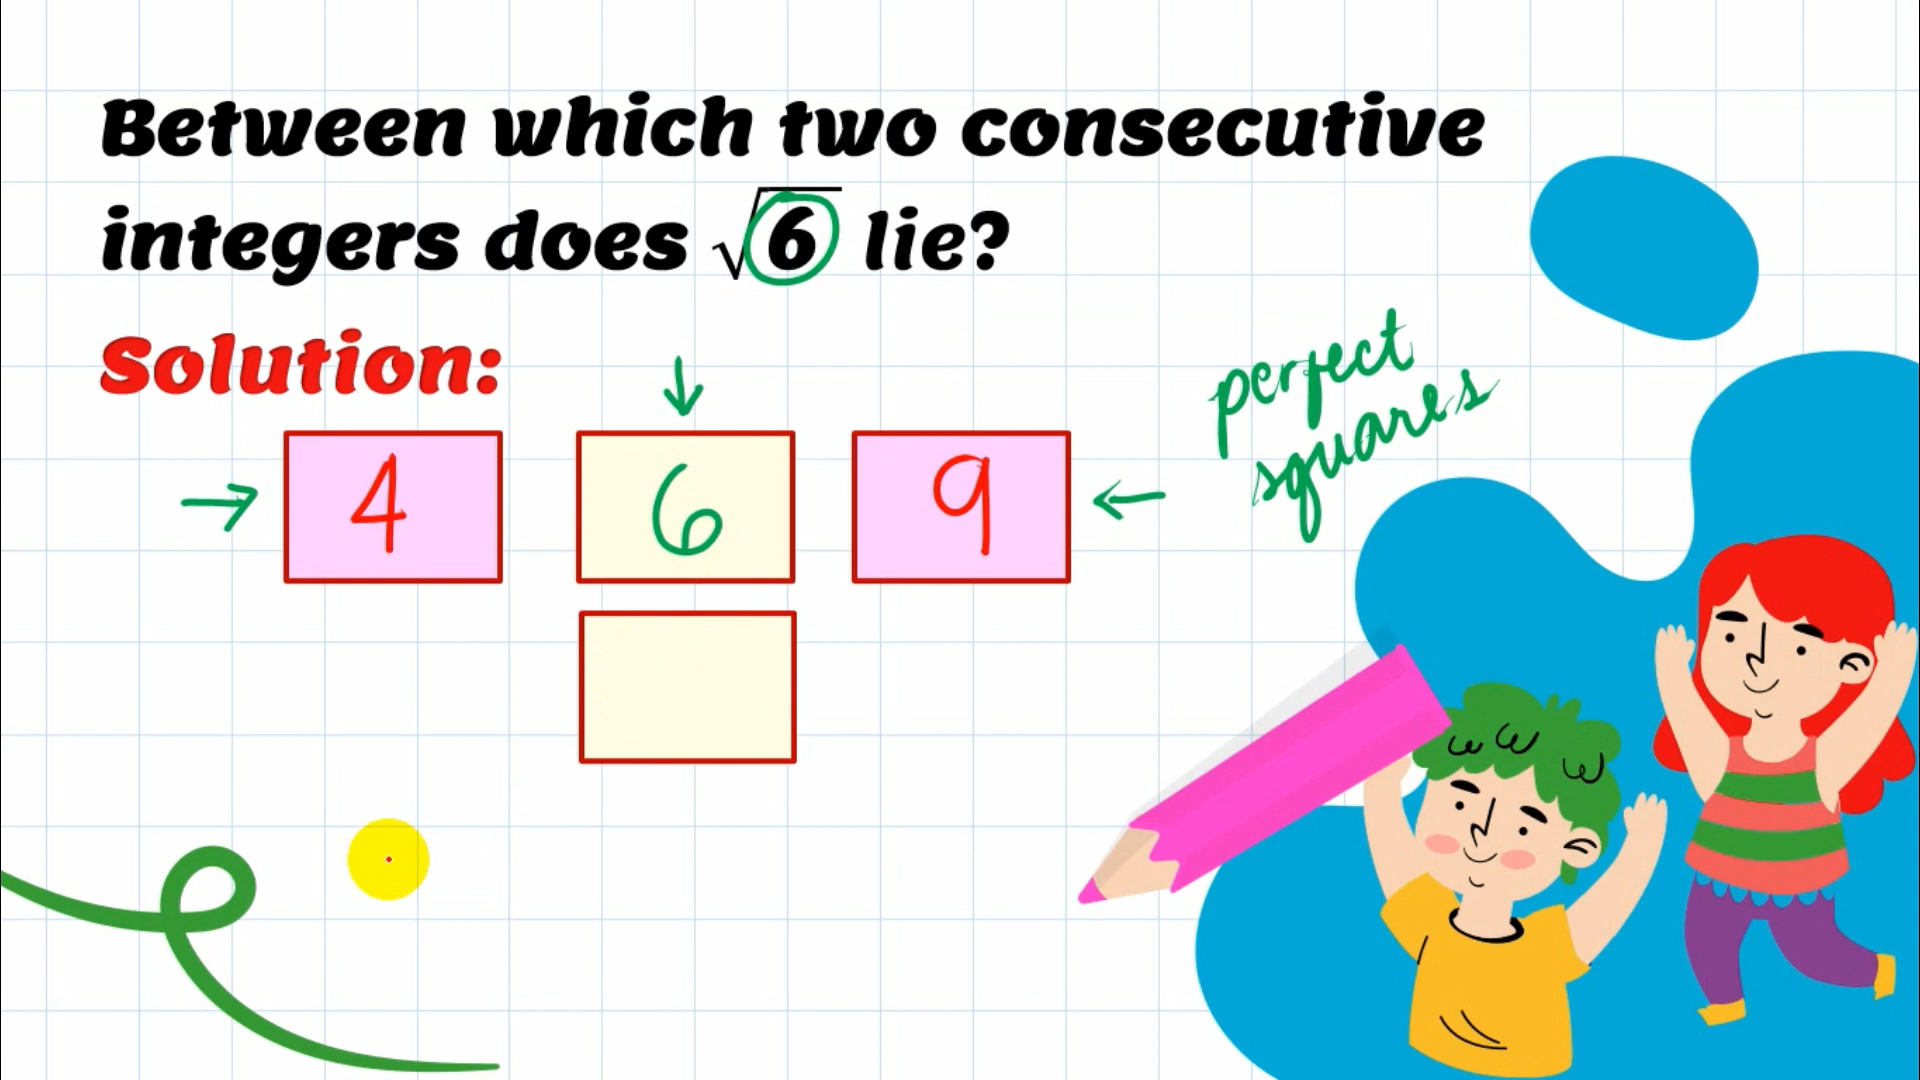 Between which two consecutive
integers does √6 lie?
Solution:
perfect
squares
4 6 9